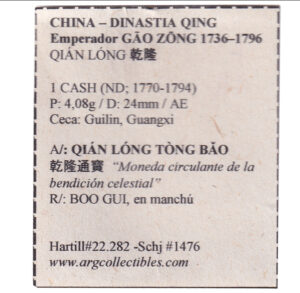 CHINA – DINASTIA QING
Emperador GĀO ZŌNG 1736–1796
QIÁN LÓNG 乾隆
1 CASH (ND; 1770-1794)
P: 4,08g / D: 24mm / AE
Ceca: Guilin, Guangxi
A/: QIÁN LÓNG TÒNG BǍO
乾隆通寶 “Moneda circulante de la
bendición celestial”
R/: BOO GUI, en manchú
Hartill#22.282 -Schj #1476
www.argcollectibles.com